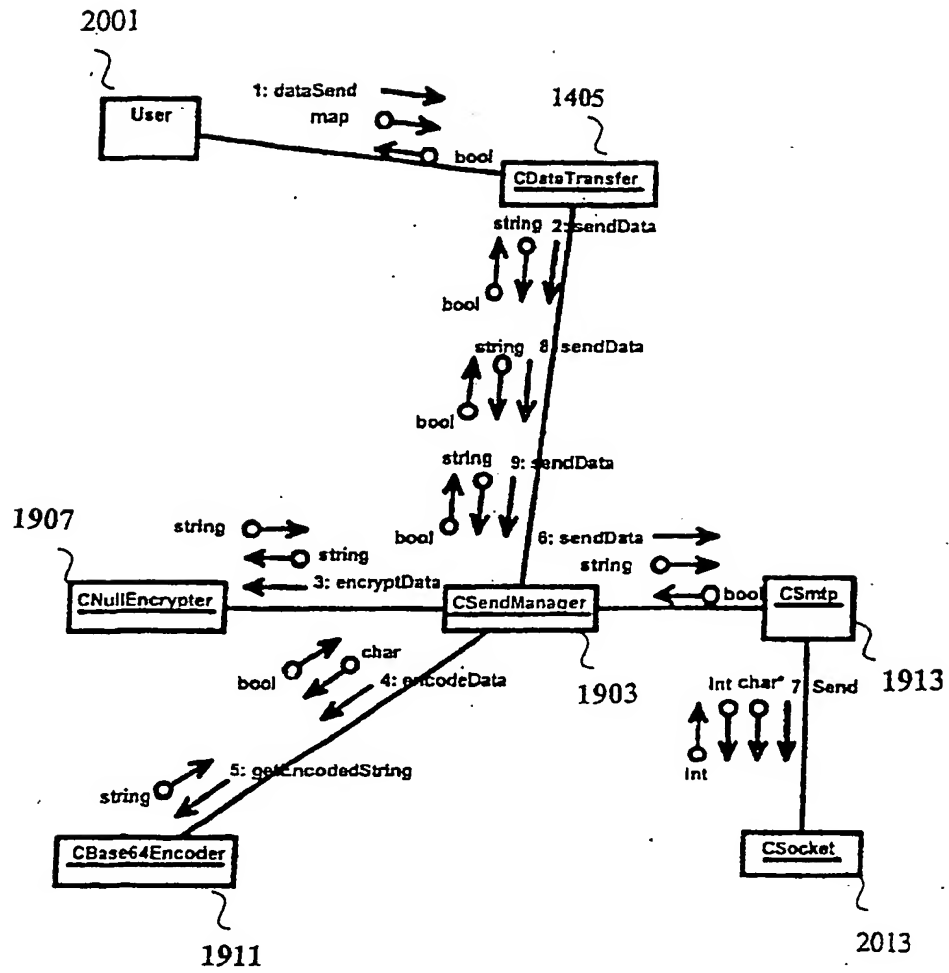 2001
User
1: dataSend
map
bool
1405
CDataTransfer
string 2: sendData
bool
string 8: sendData
bool
string 9: sendData
bool
1907
string
string
3: encryptData
CNullEncrypter
6: sendData
string
bool
CSendManager
CSmtp
1903
1913
char
bool
4: encodeData
Int char* 7 Send
Int
5: getEncodedString
string
CBase64Encoder
CSocket
1911
2013